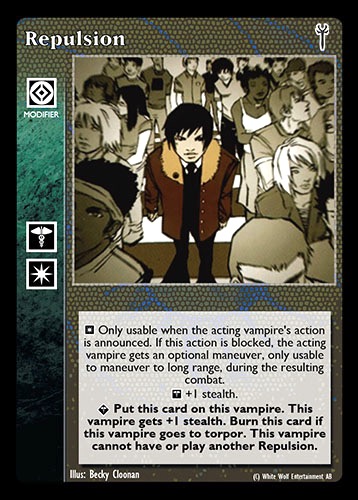 Repulsion
MODIFIER
Only usable when the acting vampire's action
is announced. If this action is blocked, the acting
vampire gets an optional maneuver, only usable
to maneuver to long range, during the resulting
combat.
+1 stealth.
Put this card on this vampire. This
vampire gets +1 stealth. Burn this card if
this vampire goes to torpor. This vampire
cannot have or play another Repulsion.
Illus: Becky Cloonan
(C) White Wolf Entertainment AB